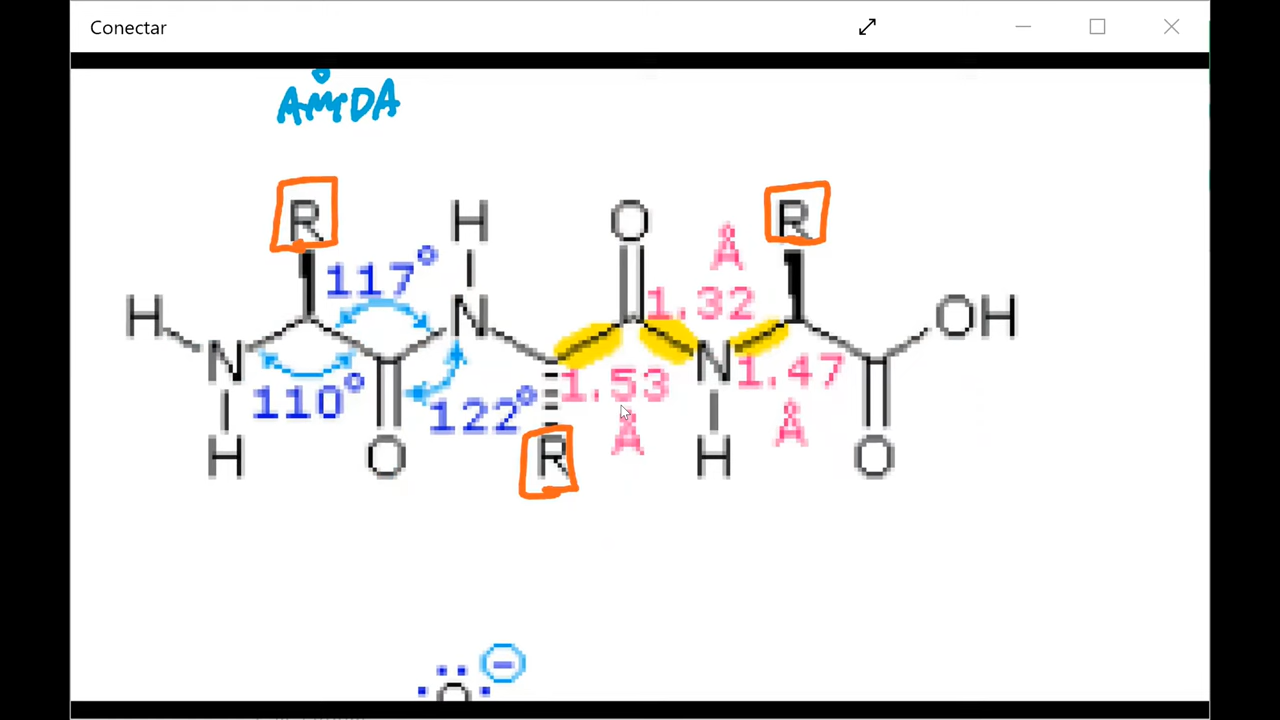 Conectar
AMIDA
R H O R
Å
117° 1.32
H N OH
N N
110° 122° 1.53 1.47
Å Å
H O R H O
O −